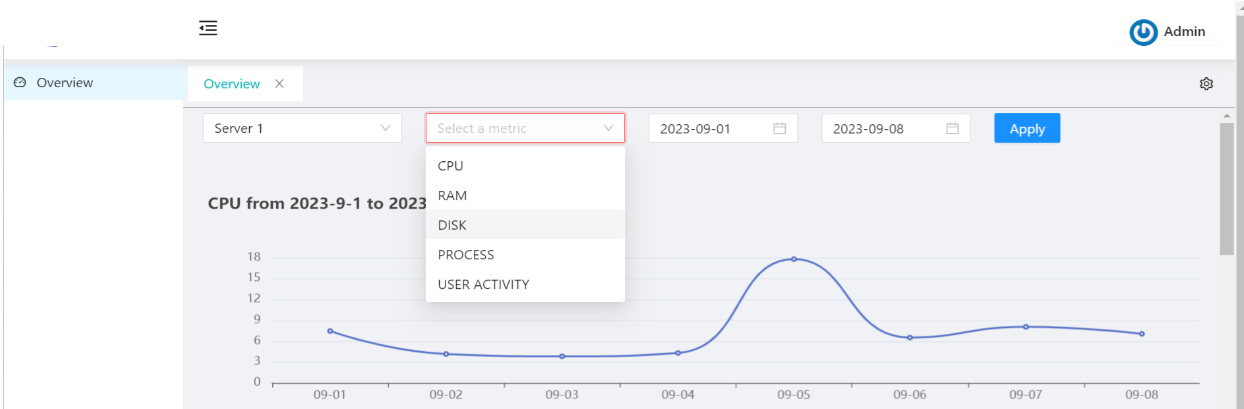 Admin
Overview
Overview
Server 1
Select a metric
2023-09-01
2023-09-08
Apply
CPU
RAM
DISK
PROCESS
USER ACTIVITY
CPU from 2023-9-1 to 2023
18
15
12
9
6
3
0
09-01 09-02 09-03 09-04 09-05 09-06 09-07 09-08